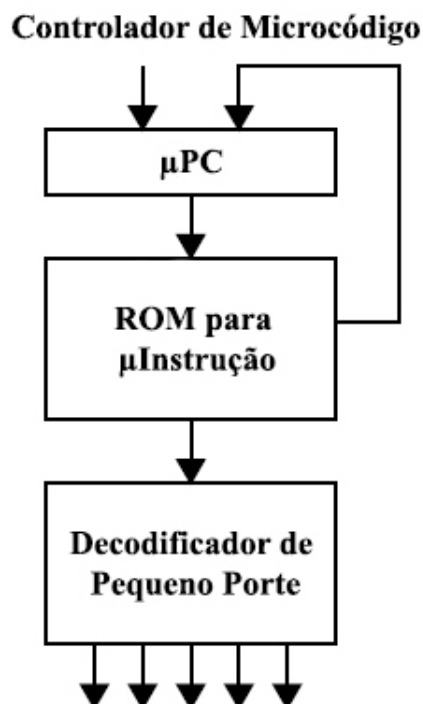 Controlador de Microcódigo
µPC
ROM para
µInstrução
Decodificador de
Pequeno Porte